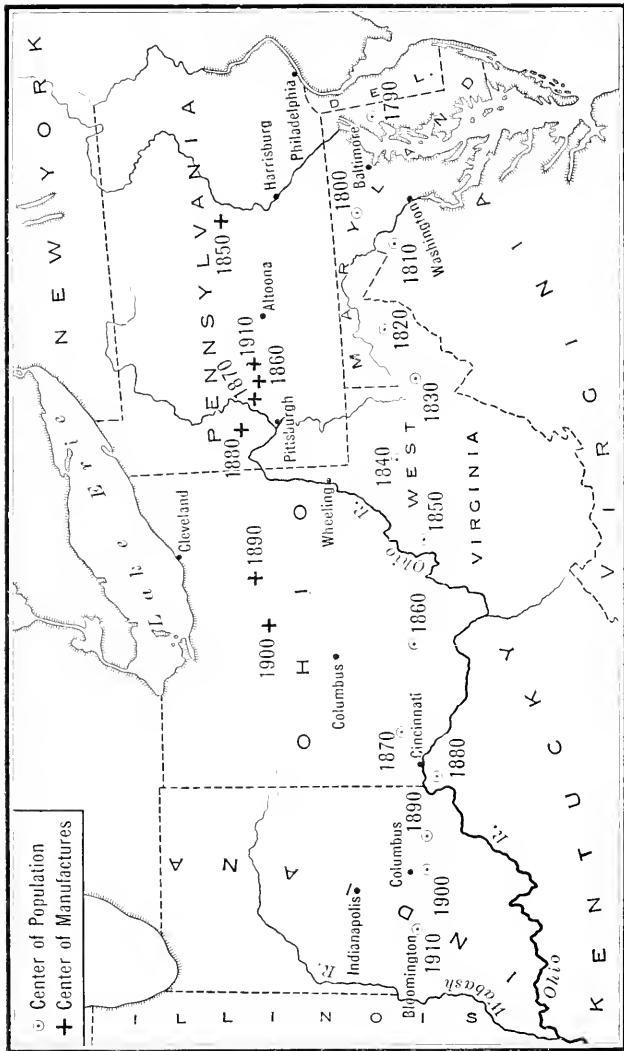 Center of Population
Center of Manufactures
NEW YORK
Lake Erie
Cleveland
PENNSYLVANIA
1850
Harrisburg
Philadelphia
Altoona
1870
1910
1860
1880
Pittsburgh
DEL.
1790
MARYLAND
Baltimore
1800
Washington
1810
1820
1830
1840
WEST
VIRGINIA
1850
VIRGINIA
Wheeling
Ohio R.
OHIO
1890
1900
Columbus
1860
1870
Cincinnati
1880
INDIANA
Indianapolis
Columbus
1890
1900
Bloomington
1910
Wabash R.
Ohio R.
ILLINOIS
KENTUCKY